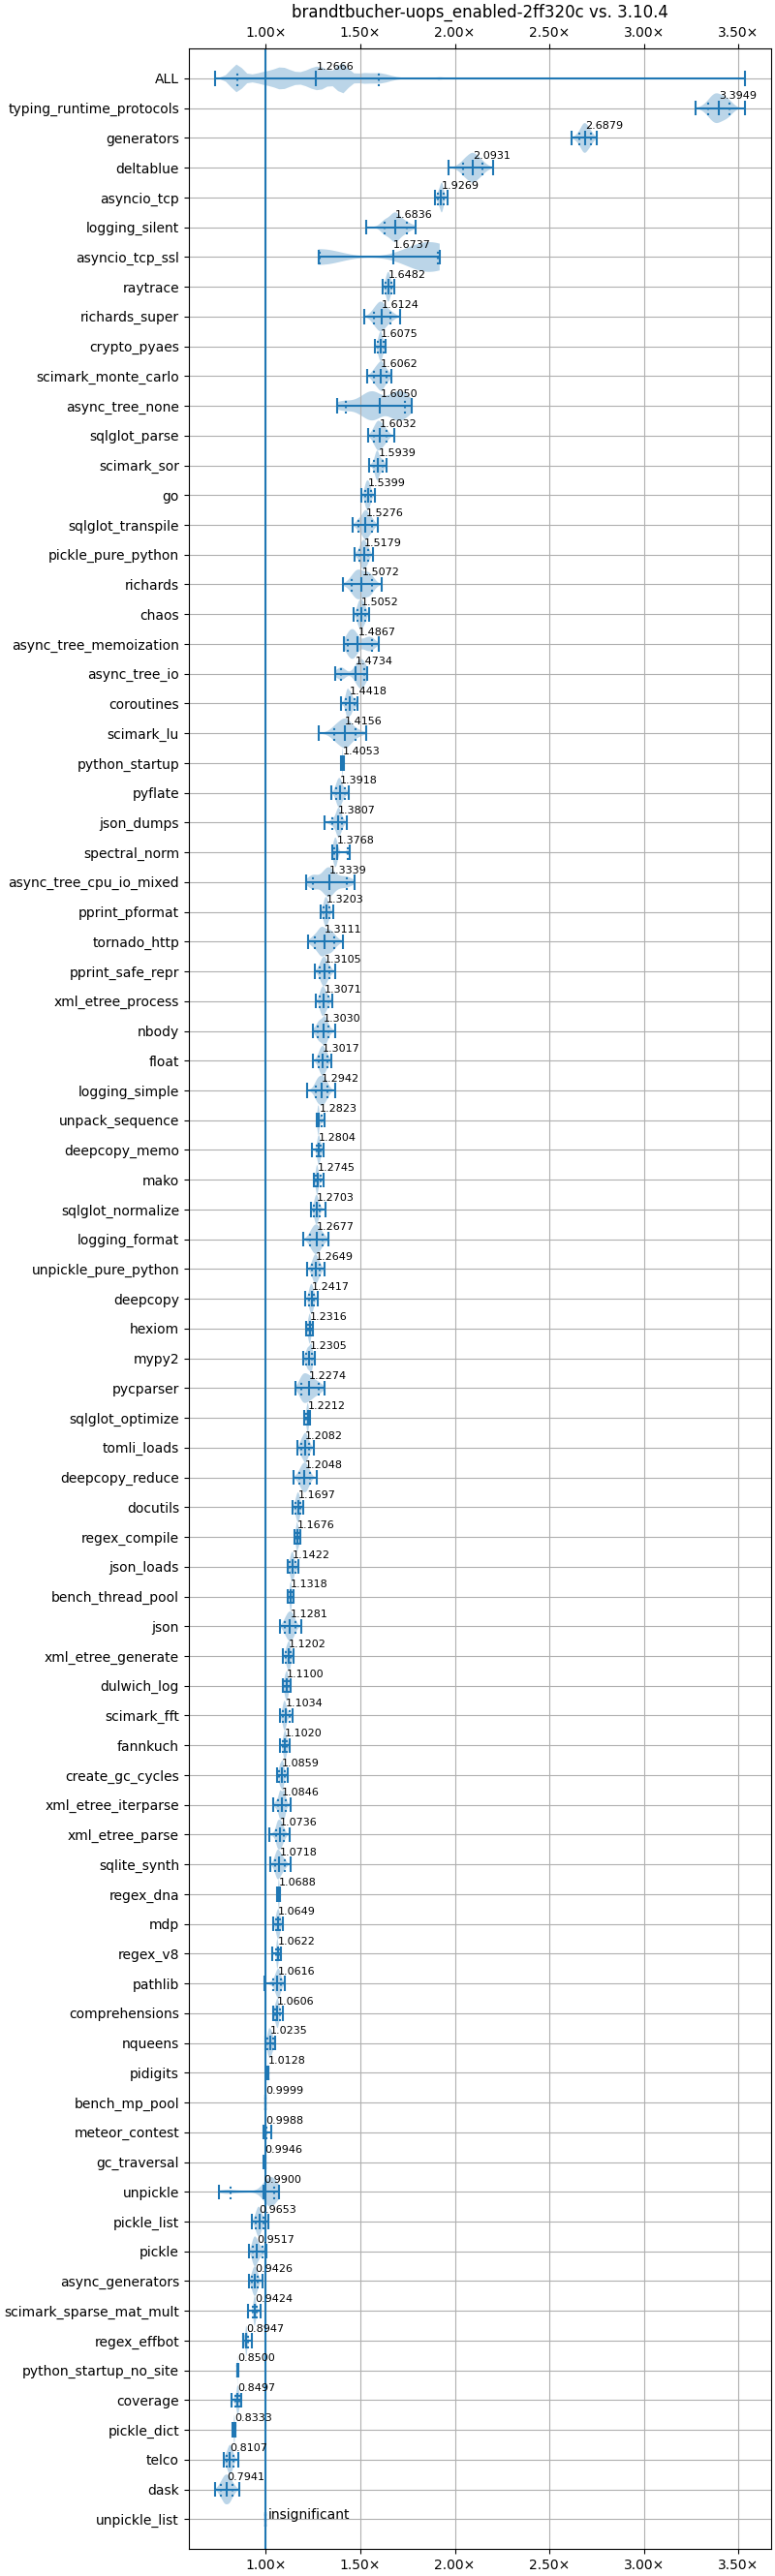 brandtbucher-uops_enabled-2ff320c vs. 3.10.4
1.00× 1.50× 2.00× 2.50× 3.00× 3.50×
ALL 1.2666
typing_runtime_protocols 3.3949
generators 2.6879
deltablue 2.0931
asyncio_tcp 1.9269
logging_silent 1.6836
asyncio_tcp_ssl 1.6737
raytrace 1.6482
richards_super 1.6124
crypto_pyaes 1.6075
scimark_monte_carlo 1.6062
async_tree_none 1.6050
sqlglot_parse 1.6032
scimark_sor 1.5939
go 1.5399
sqlglot_transpile 1.5276
pickle_pure_python 1.5179
richards 1.5072
chaos 1.5052
async_tree_memoization 1.4867
async_tree_io 1.4734
coroutines 1.4418
scimark_lu 1.4156
python_startup 1.4053
pyflate 1.3918
json_dumps 1.3807
spectral_norm 1.3768
async_tree_cpu_io_mixed 1.3339
pprint_pformat 1.3203
tornado_http 1.3111
pprint_safe_repr 1.3105
xml_etree_process 1.3071
nbody 1.3030
float 1.3017
logging_simple 1.2942
unpack_sequence 1.2823
deepcopy_memo 1.2804
mako 1.2745
sqlglot_normalize 1.2703
logging_format 1.2677
unpickle_pure_python 1.2649
deepcopy 1.2417
hexiom 1.2316
mypy2 1.2305
pycparser 1.2274
sqlglot_optimize 1.2212
tomli_loads 1.2082
deepcopy_reduce 1.2048
docutils 1.1697
regex_compile 1.1676
json_loads 1.1422
bench_thread_pool 1.1318
json 1.1281
xml_etree_generate 1.1202
dulwich_log 1.1100
scimark_fft 1.1034
fannkuch 1.1020
create_gc_cycles 1.0859
xml_etree_iterparse 1.0846
xml_etree_parse 1.0736
sqlite_synth 1.0718
regex_dna 1.0688
mdp 1.0649
regex_v8 1.0622
pathlib 1.0616
comprehensions 1.0606
nqueens 1.0235
pidigits 1.0128
bench_mp_pool 0.9999
meteor_contest 0.9988
gc_traversal 0.9946
unpickle 0.9900
pickle_list 0.9653
pickle 0.9517
async_generators 0.9426
scimark_sparse_mat_mult 0.9424
regex_effbot 0.8947
python_startup_no_site 0.8500
coverage 0.8497
pickle_dict 0.8333
telco 0.8107
dask 0.7941
unpickle_list insignificant
1.00× 1.50× 2.00× 2.50× 3.00× 3.50×